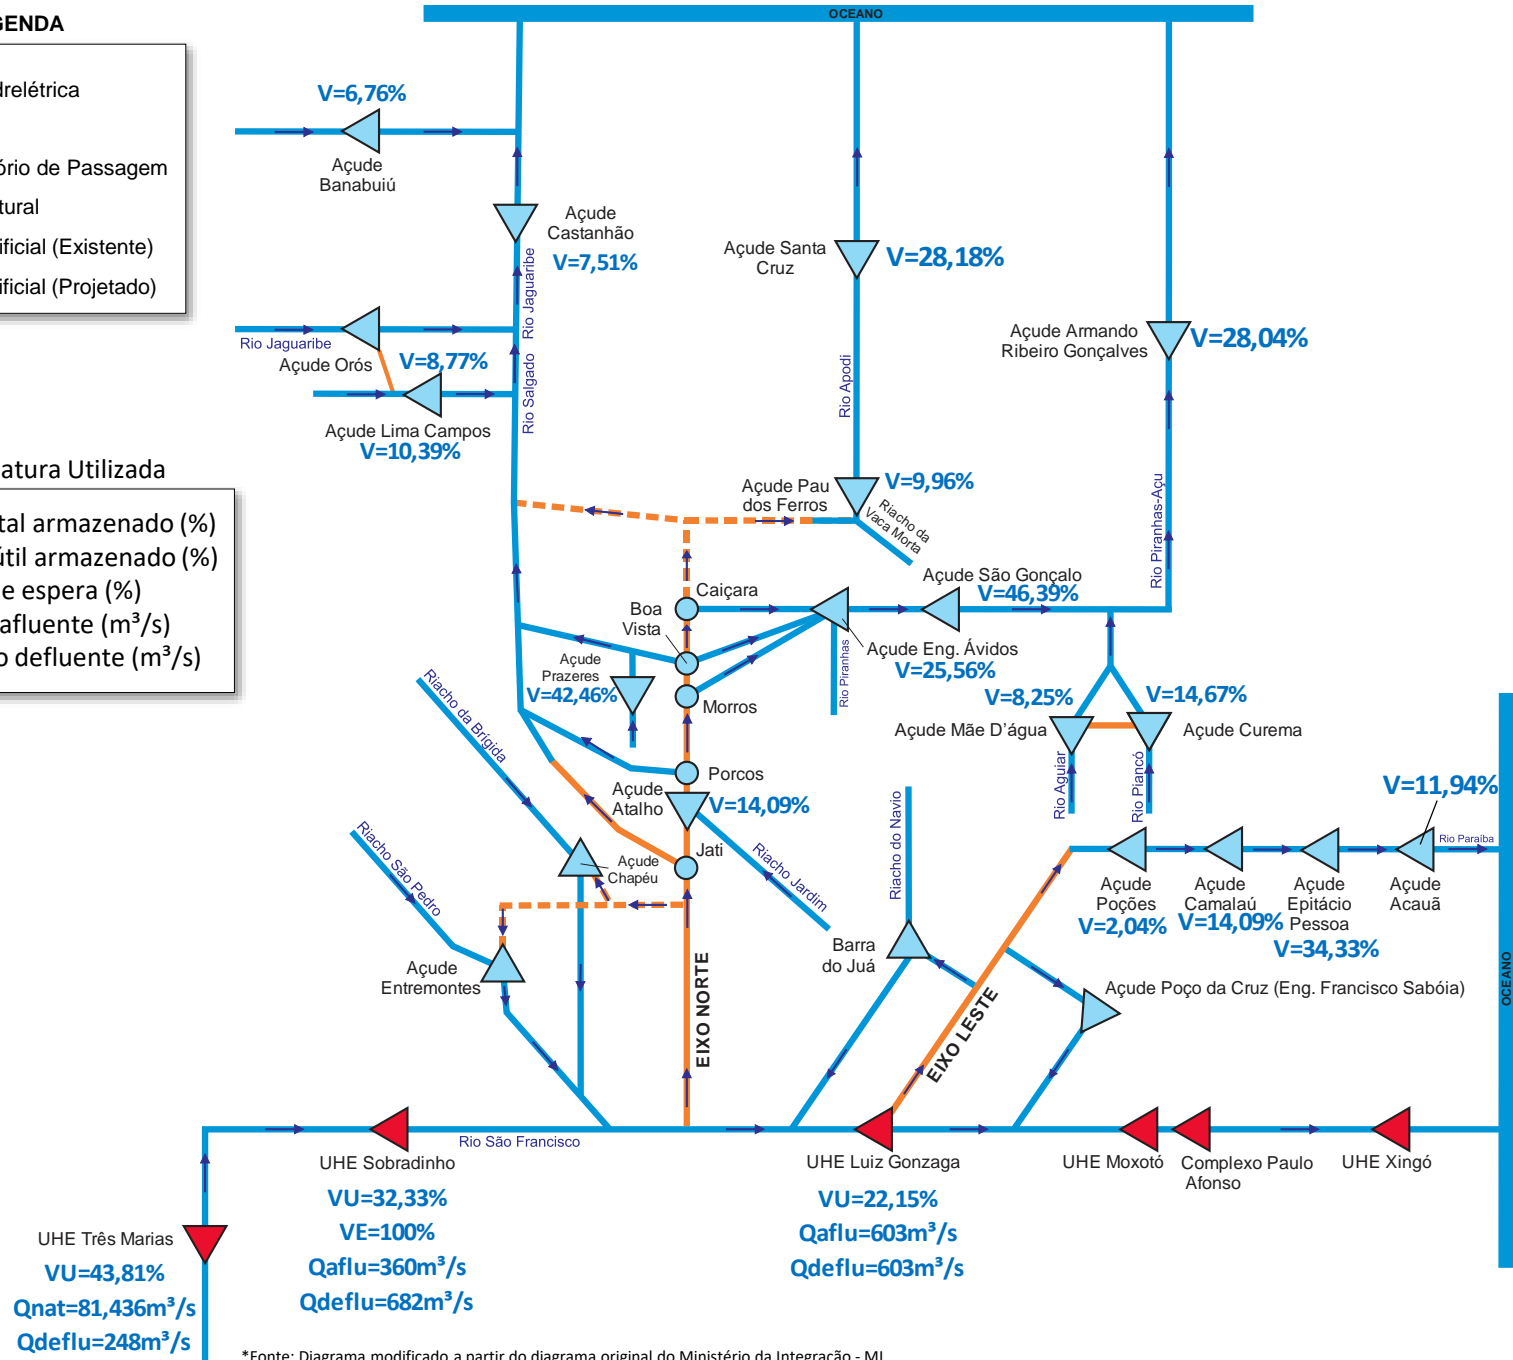 GENDA
drelétrica
ório de Passagem
tural
ificial (Existente)
ificial (Projetado)
atura Utilizada
tal armazenado (%)
útil armazenado (%)
e espera (%)
afluente (m³/s)
o defluente (m³/s)
OCEANO
V=6,76%
Açude
Banabuiú
Açude
Castanhão
V=7,51%
Rio Jaguaribe
Rio Jaguaribe
Açude Orós
V=8,77%
Rio Salgado
Açude Lima Campos
V=10,39%
Açude Santa
Cruz
V=28,18%
Rio Apodi
Açude Armando
Ribeiro Gonçalves
V=28,04%
Rio Piranhas-Açu
Açude Pau
dos Ferros
V=9,96%
Riacho da
Vaca Morta
Açude São Gonçalo
V=46,39%
Caiçara
Boa
Vista
Açude Eng. Ávidos
V=25,56%
Rio Piranhas
Açude
Prazeres
V=42,46%
Morros
Riacho da Brígida
V=8,25%
V=14,67%
Açude Mãe D'água
Açude Curema
Rio Aguiar
Rio Piancó
Porcos
Açude
Atalho
V=14,09%
V=11,94%
Rio Paraíba
Riacho São Pedro
Açude
Chapéu
Jati
Riacho Jardim
Riacho do Navio
Açude
Poções
V=2,04%
Açude
Camalaú
V=14,09%
Açude
Epitácio
Pessoa
V=34,33%
Açude
Acauã
Açude
Entremontes
EIXO NORTE
Barra
do Juá
EIXO LESTE
Açude Poço da Cruz (Eng. Francisco Sabóia)
OCEANO
Rio São Francisco
UHE Sobradinho
VU=32,33%
VE=100%
Qaflu=360m³/s
Qdeflu=682m³/s
UHE Luiz Gonzaga
VU=22,15%
Qaflu=603m³/s
Qdeflu=603m³/s
UHE Moxotó
Complexo Paulo
Afonso
UHE Xingó
UHE Três Marias
VU=43,81%
Qnat=81,436m³/s
Qdeflu=248m³/s
*Fonte: Diagrama modificado a partir do diagrama original do Ministério da Integração - MI